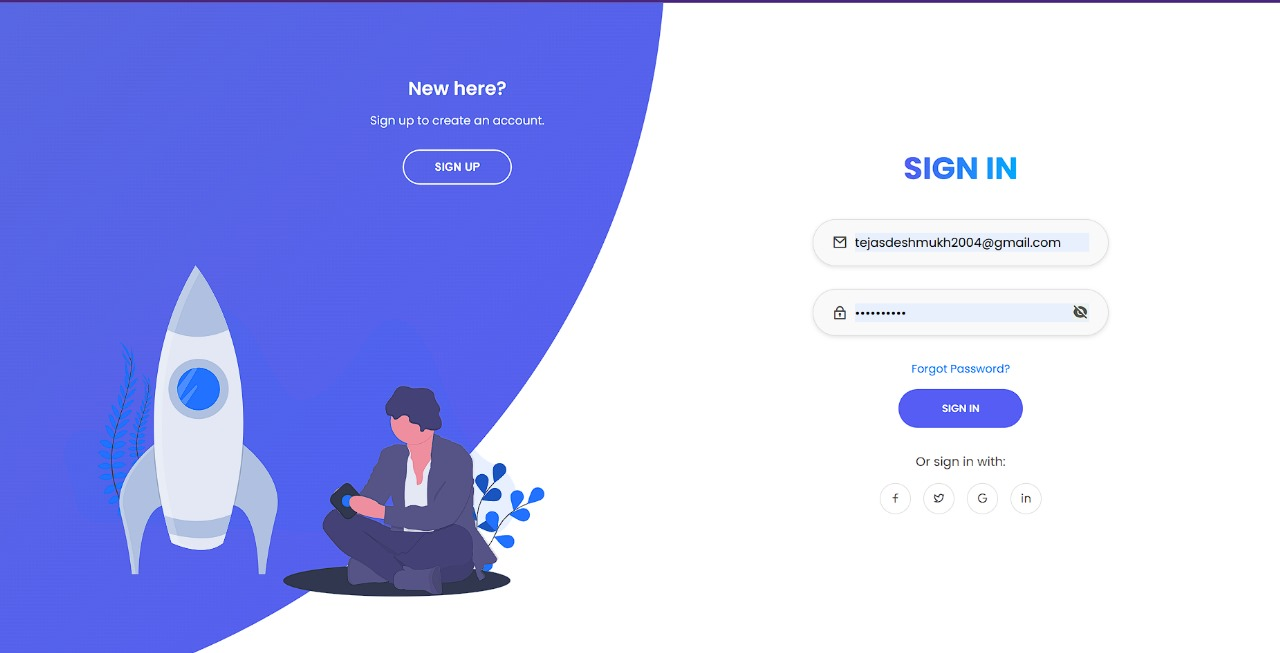 New here?
Sign up to create an account.
SIGN UP
SIGN IN
tejasdeshmukh2004@gmail.com
••••••••••
Forgot Password?
SIGN IN
Or sign in with:
f
G
in